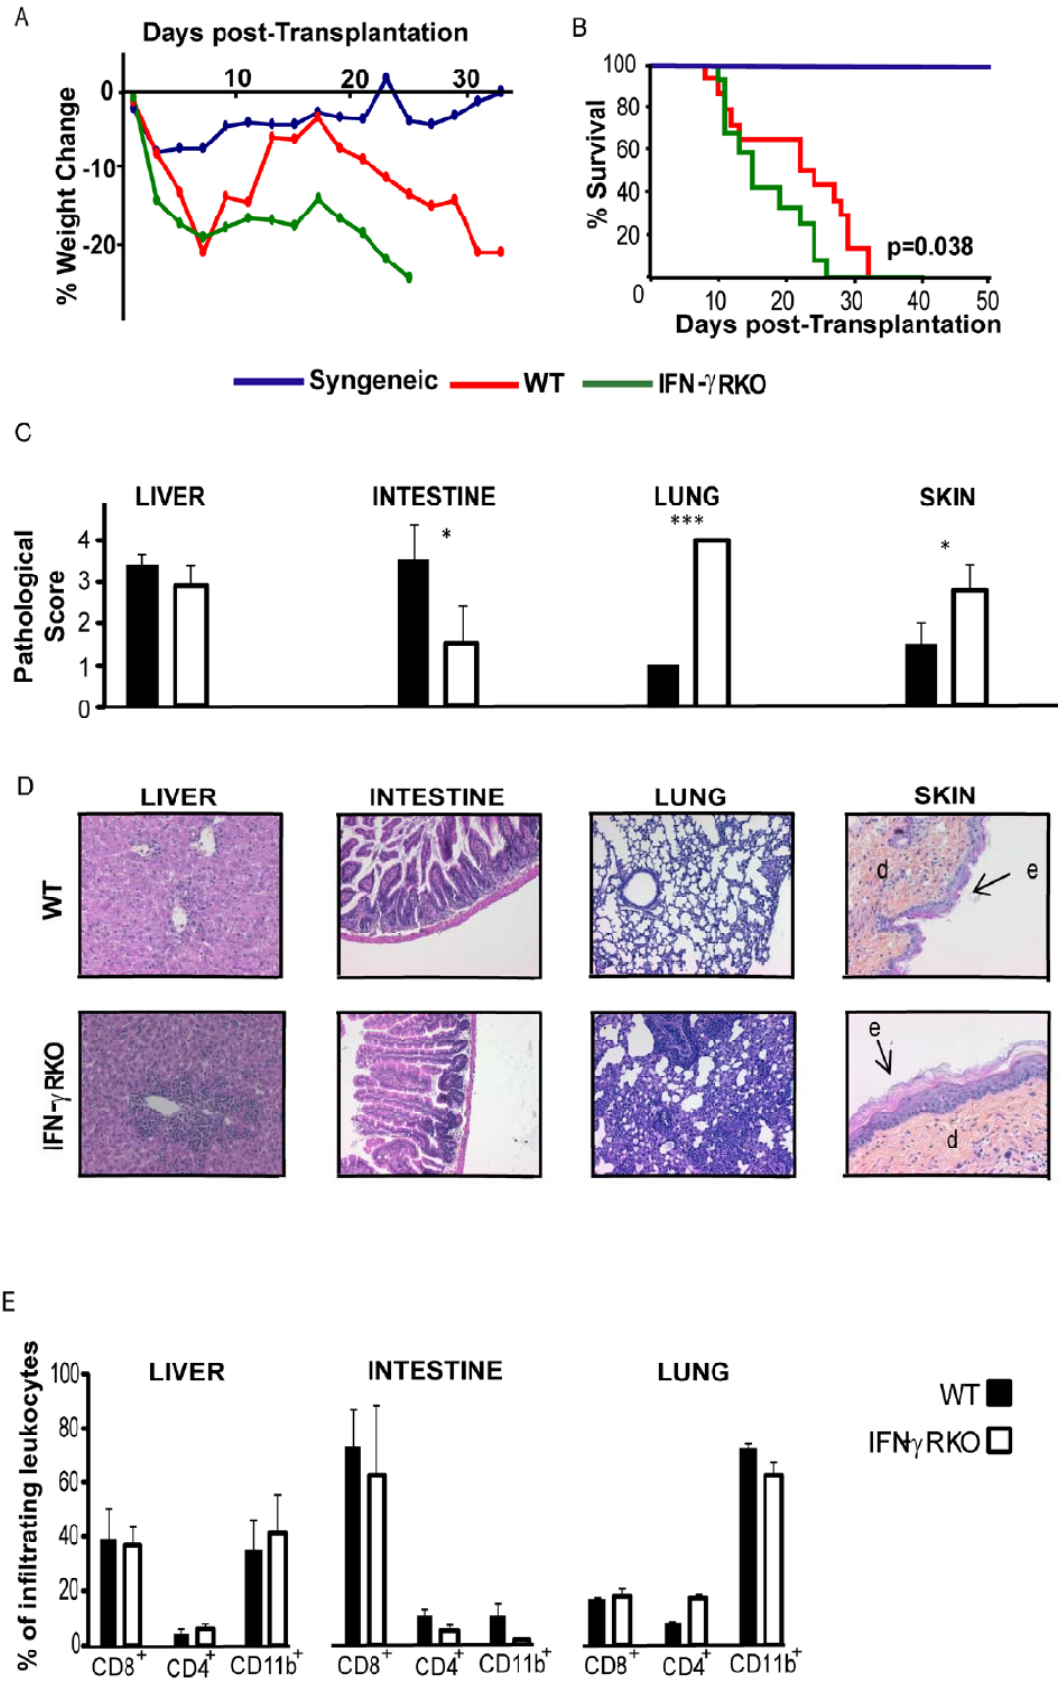 A
Days post-Transplantation
10 20 30
0
-10
-20
% Weight Change
B
100
80
60
40
20
0
% Survival
p=0.038
10 20 30 40 50
Days post-Transplantation
Syngeneic WT IFN-γRKO
C
LIVER INTESTINE LUNG SKIN
* *** *
Pathological
Score
4
3
2
1
0
D
LIVER INTESTINE LUNG SKIN
WT
d e
IFN-γRKO
e
d
E
% of infiltrating leukocytes
100
80
60
40
20
0
LIVER INTESTINE LUNG
WT
IFN-γRKO
CD8+ CD4+ CD11b+ CD8+ CD4+ CD11b+ CD8+ CD4+ CD11b+